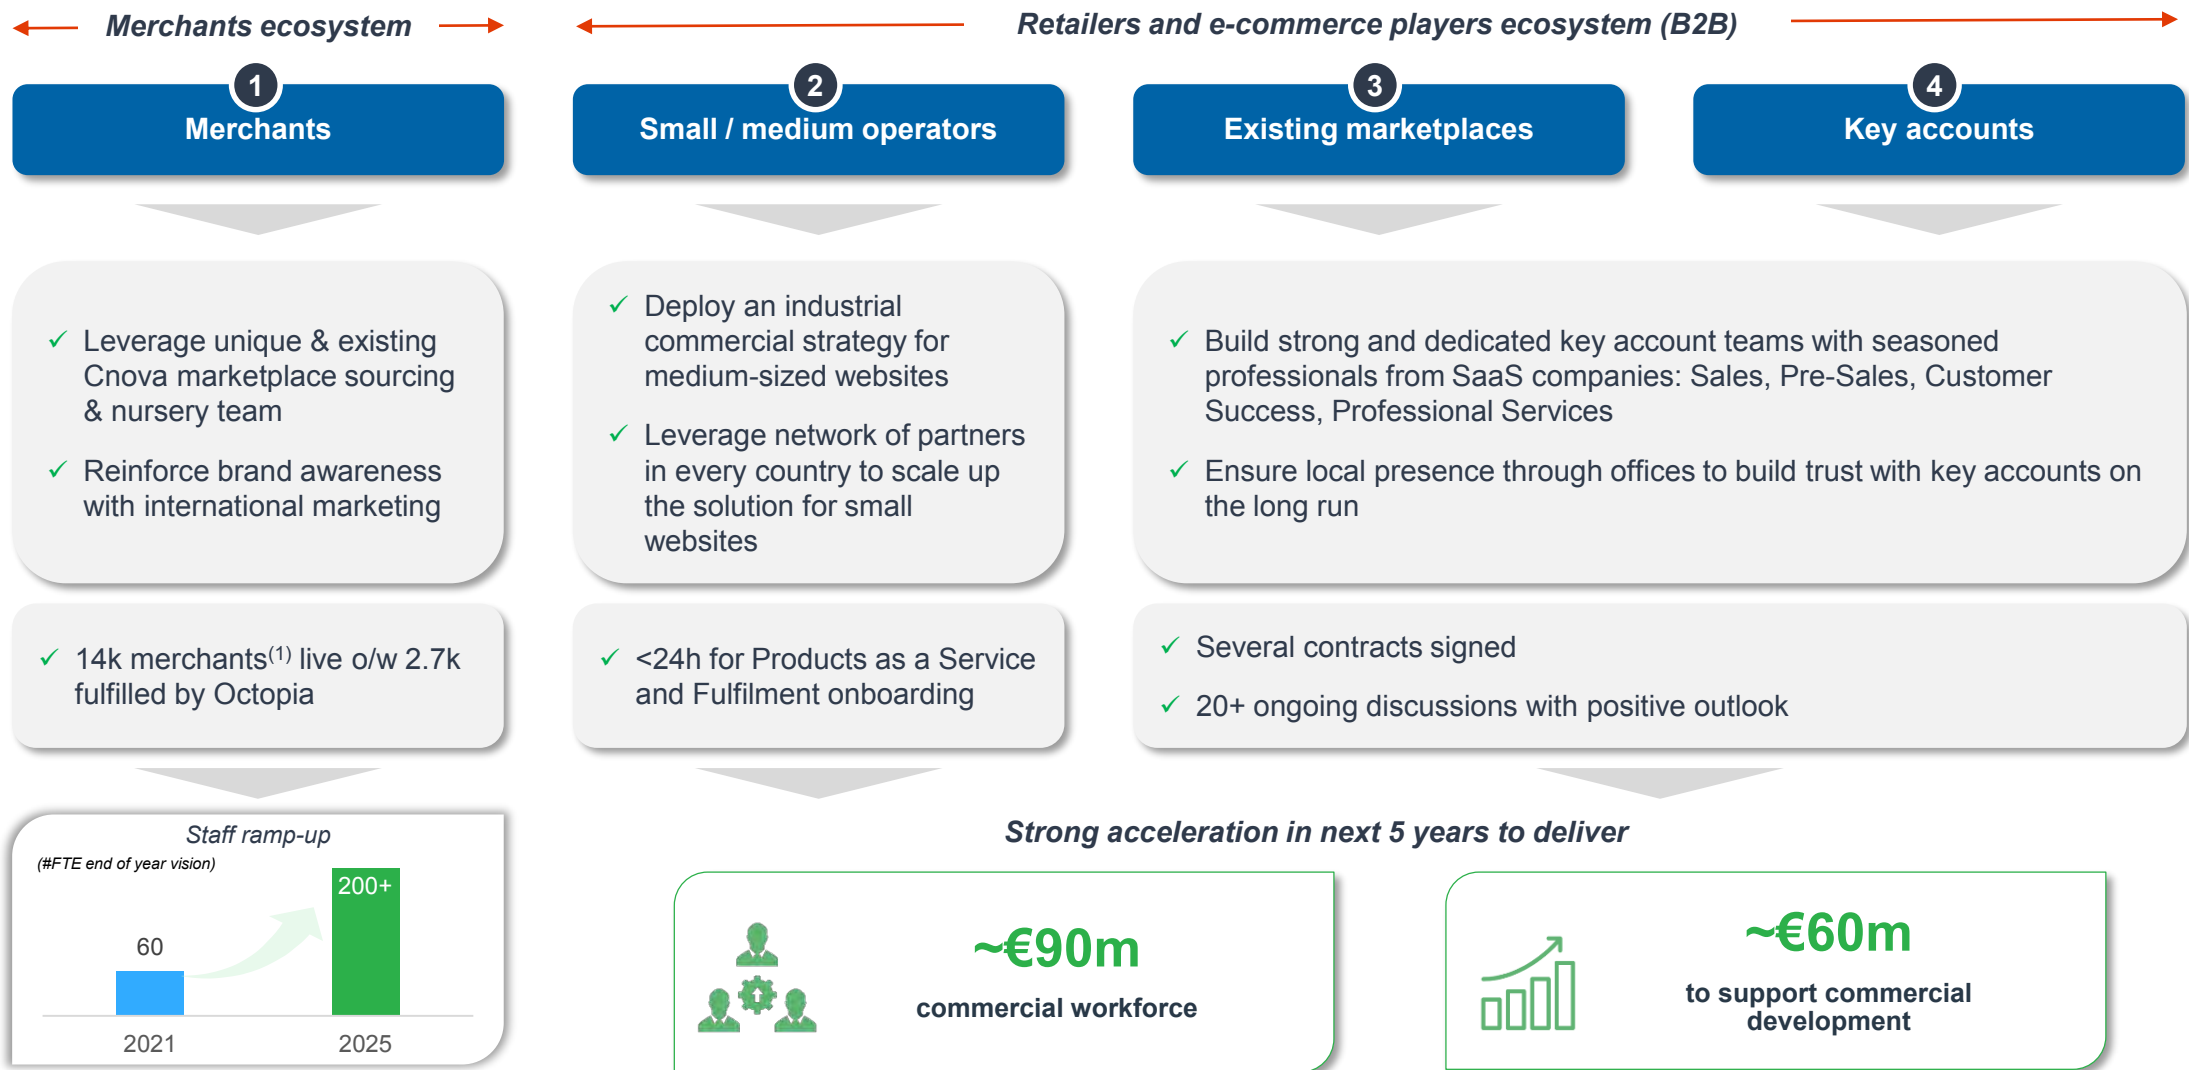 Merchants ecosystem
Retailers and e-commerce players ecosystem (B2B)
1
Merchants
2
Small / medium operators
3
Existing marketplaces
4
Key accounts
✓ Leverage unique & existing
Cnova marketplace sourcing
& nursery team
✓ Reinforce brand awareness
with international marketing
✓ Deploy an industrial
commercial strategy for
medium-sized websites
✓ Leverage network of partners
in every country to scale up
the solution for small
websites
✓ Build strong and dedicated key account teams with seasoned
professionals from SaaS companies: Sales, Pre-Sales, Customer
Success, Professional Services
✓ Ensure local presence through offices to build trust with key accounts on
the long run
✓ 14k merchants(1) live o/w 2.7k
fulfilled by Octopia
✓ <24h for Products as a Service
and Fulfilment onboarding
✓ Several contracts signed
✓ 20+ ongoing discussions with positive outlook
Staff ramp-up
(#FTE end of year vision)
60
200+
2021
2025
Strong acceleration in next 5 years to deliver
~€90m
commercial workforce
~€60m
to support commercial
development